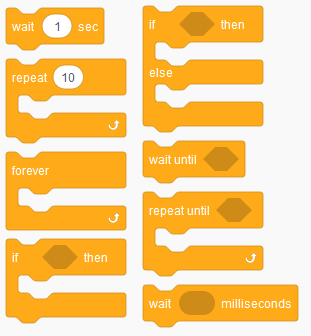 wait 1 sec
repeat 10
forever
if then
if then
else
wait until
repeat until
wait milliseconds